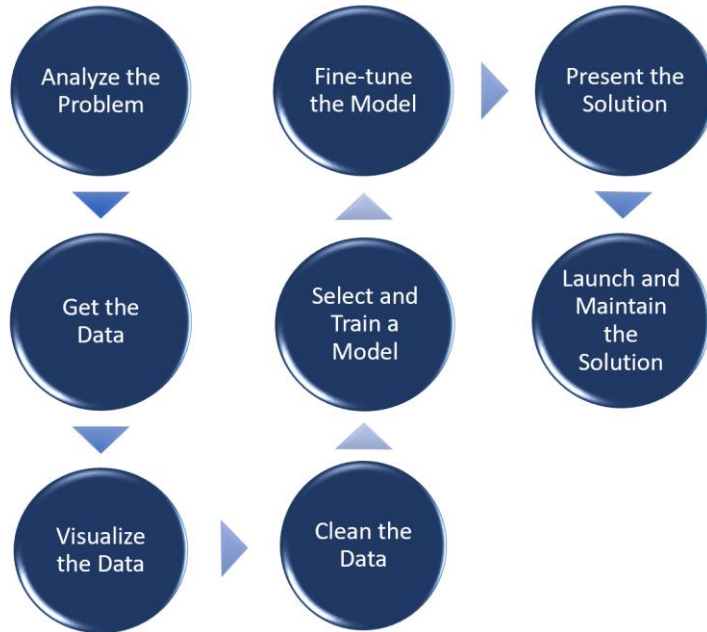 Analyze the
Problem
Get the
Data
Visualize
the Data
Clean the
Data
Select and
Train a
Model
Fine-tune
the Model
Present the
Solution
Launch and
Maintain
the
Solution